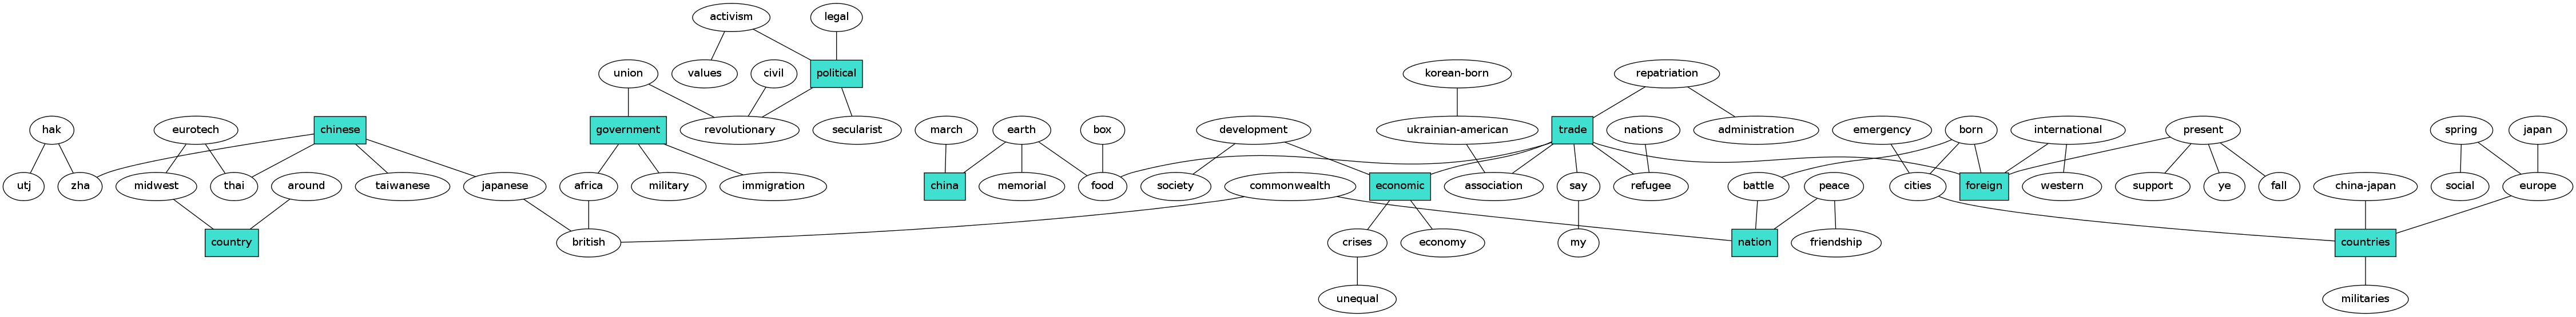 activism
legal
union
values
civil
political
korean-born
repatriation
hak
eurotech
chinese
government
revolutionary
secularist
march
earth
box
development
ukrainian-american
trade
nations
administration
emergency
born
international
present
spring
japan
utj
zha
midwest
thai
around
taiwanese
japanese
africa
military
immigration
china
memorial
food
society
commonwealth
economic
association
say
refugee
battle
peace
cities
foreign
western
support
ye
fall
china-japan
social
europe
country
british
crises
economy
my
nation
friendship
countries
unequal
militaries